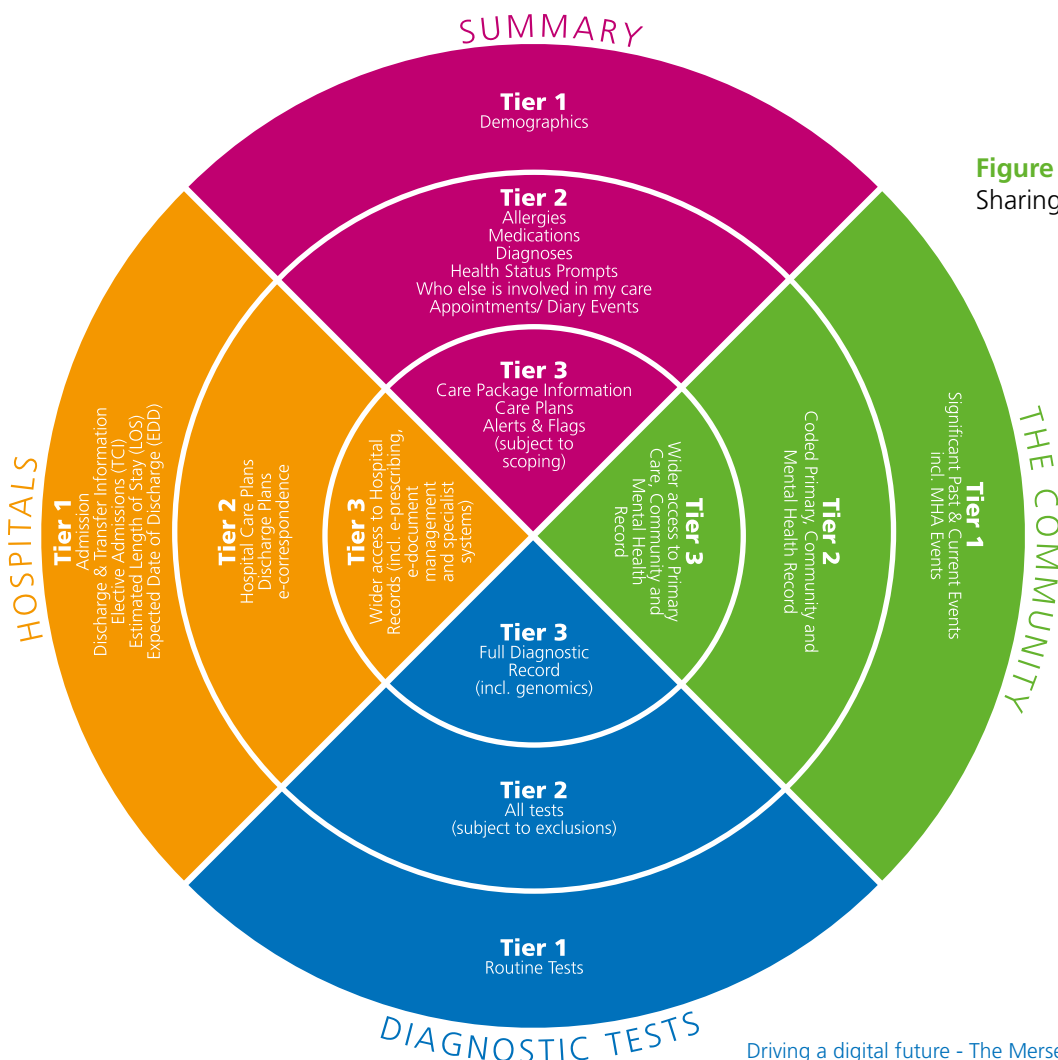 SUMMARY
Tier 1
Demographics
Tier 2
Allergies
Medications
Diagnoses
Health Status Prompts
Who else is involved in my care
Appointments/ Diary Events
Tier 3
Care Package Information
Care Plans
Alerts & Flags
(subject to
scoping)
Figure
Sharing
HOSPITALS
Tier 1
Admission
Discharge & Transfer Information
Elective Admissions (TCI)
Estimated Length of Stay (LOS)
Expected Date of Discharge (EDD)
Tier 2
Hospital Care Plans
Discharge Plans
e-correspondence
Tier 3
Wider access to Hospital
Records (incl. e-prescribing,
e-document
management
and specialist
systems)
THE COMMUNITY
Tier 1
Significant Past & Current Events
incl. MHA Events
Tier 2
Coded Primary, Community and
Mental Health Record
Tier 3
Wider access to Primary
Care, Community and
Mental Health
Record
Tier 3
Full Diagnostic
Record
(incl. genomics)
Tier 2
All tests
(subject to exclusions)
Tier 1
Routine Tests
DIAGNOSTIC TESTS
Driving a digital future - The Merse